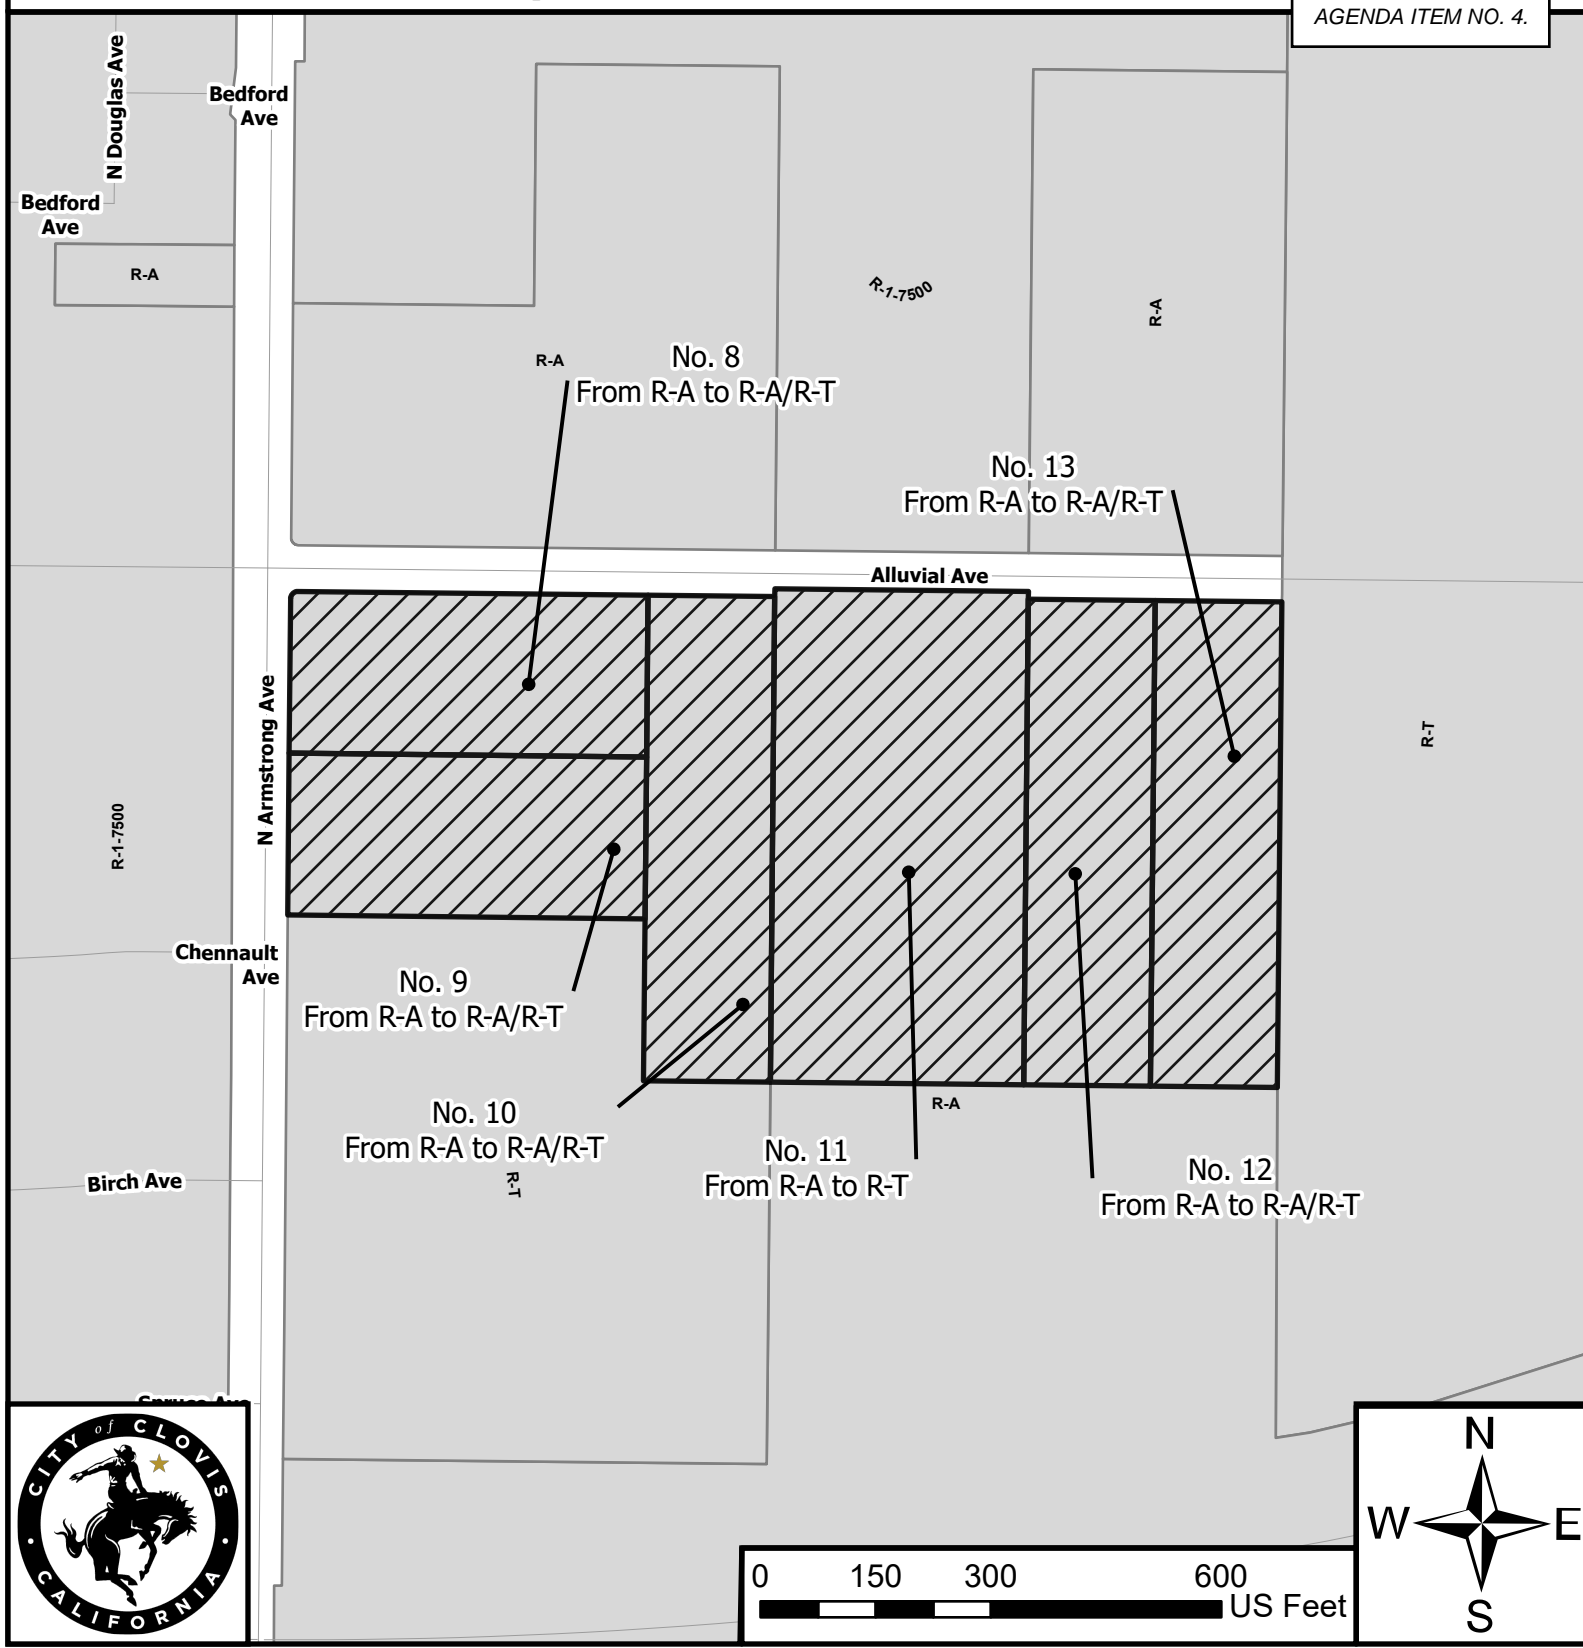 AGENDA ITEM NO. 4.
N Douglas Ave
Bedford
Ave
Bedford
Ave
R-A
R-1-7500
R-A
R-A
No. 8
From R-A to R-A/R-T
No. 13
From R-A to R-A/R-T
Alluvial Ave
N Armstrong Ave
R-T
R-1-7500
Chennault
Ave
No. 9
From R-A to R-A/R-T
No. 10
From R-A to R-A/R-T
R-A
No. 11
From R-A to R-T
No. 12
From R-A to R-A/R-T
Birch Ave
R-T
Spruce Ave
CITY of CLOVIS
CALIFORNIA
N
W E
S
0 150 300 600
US Feet